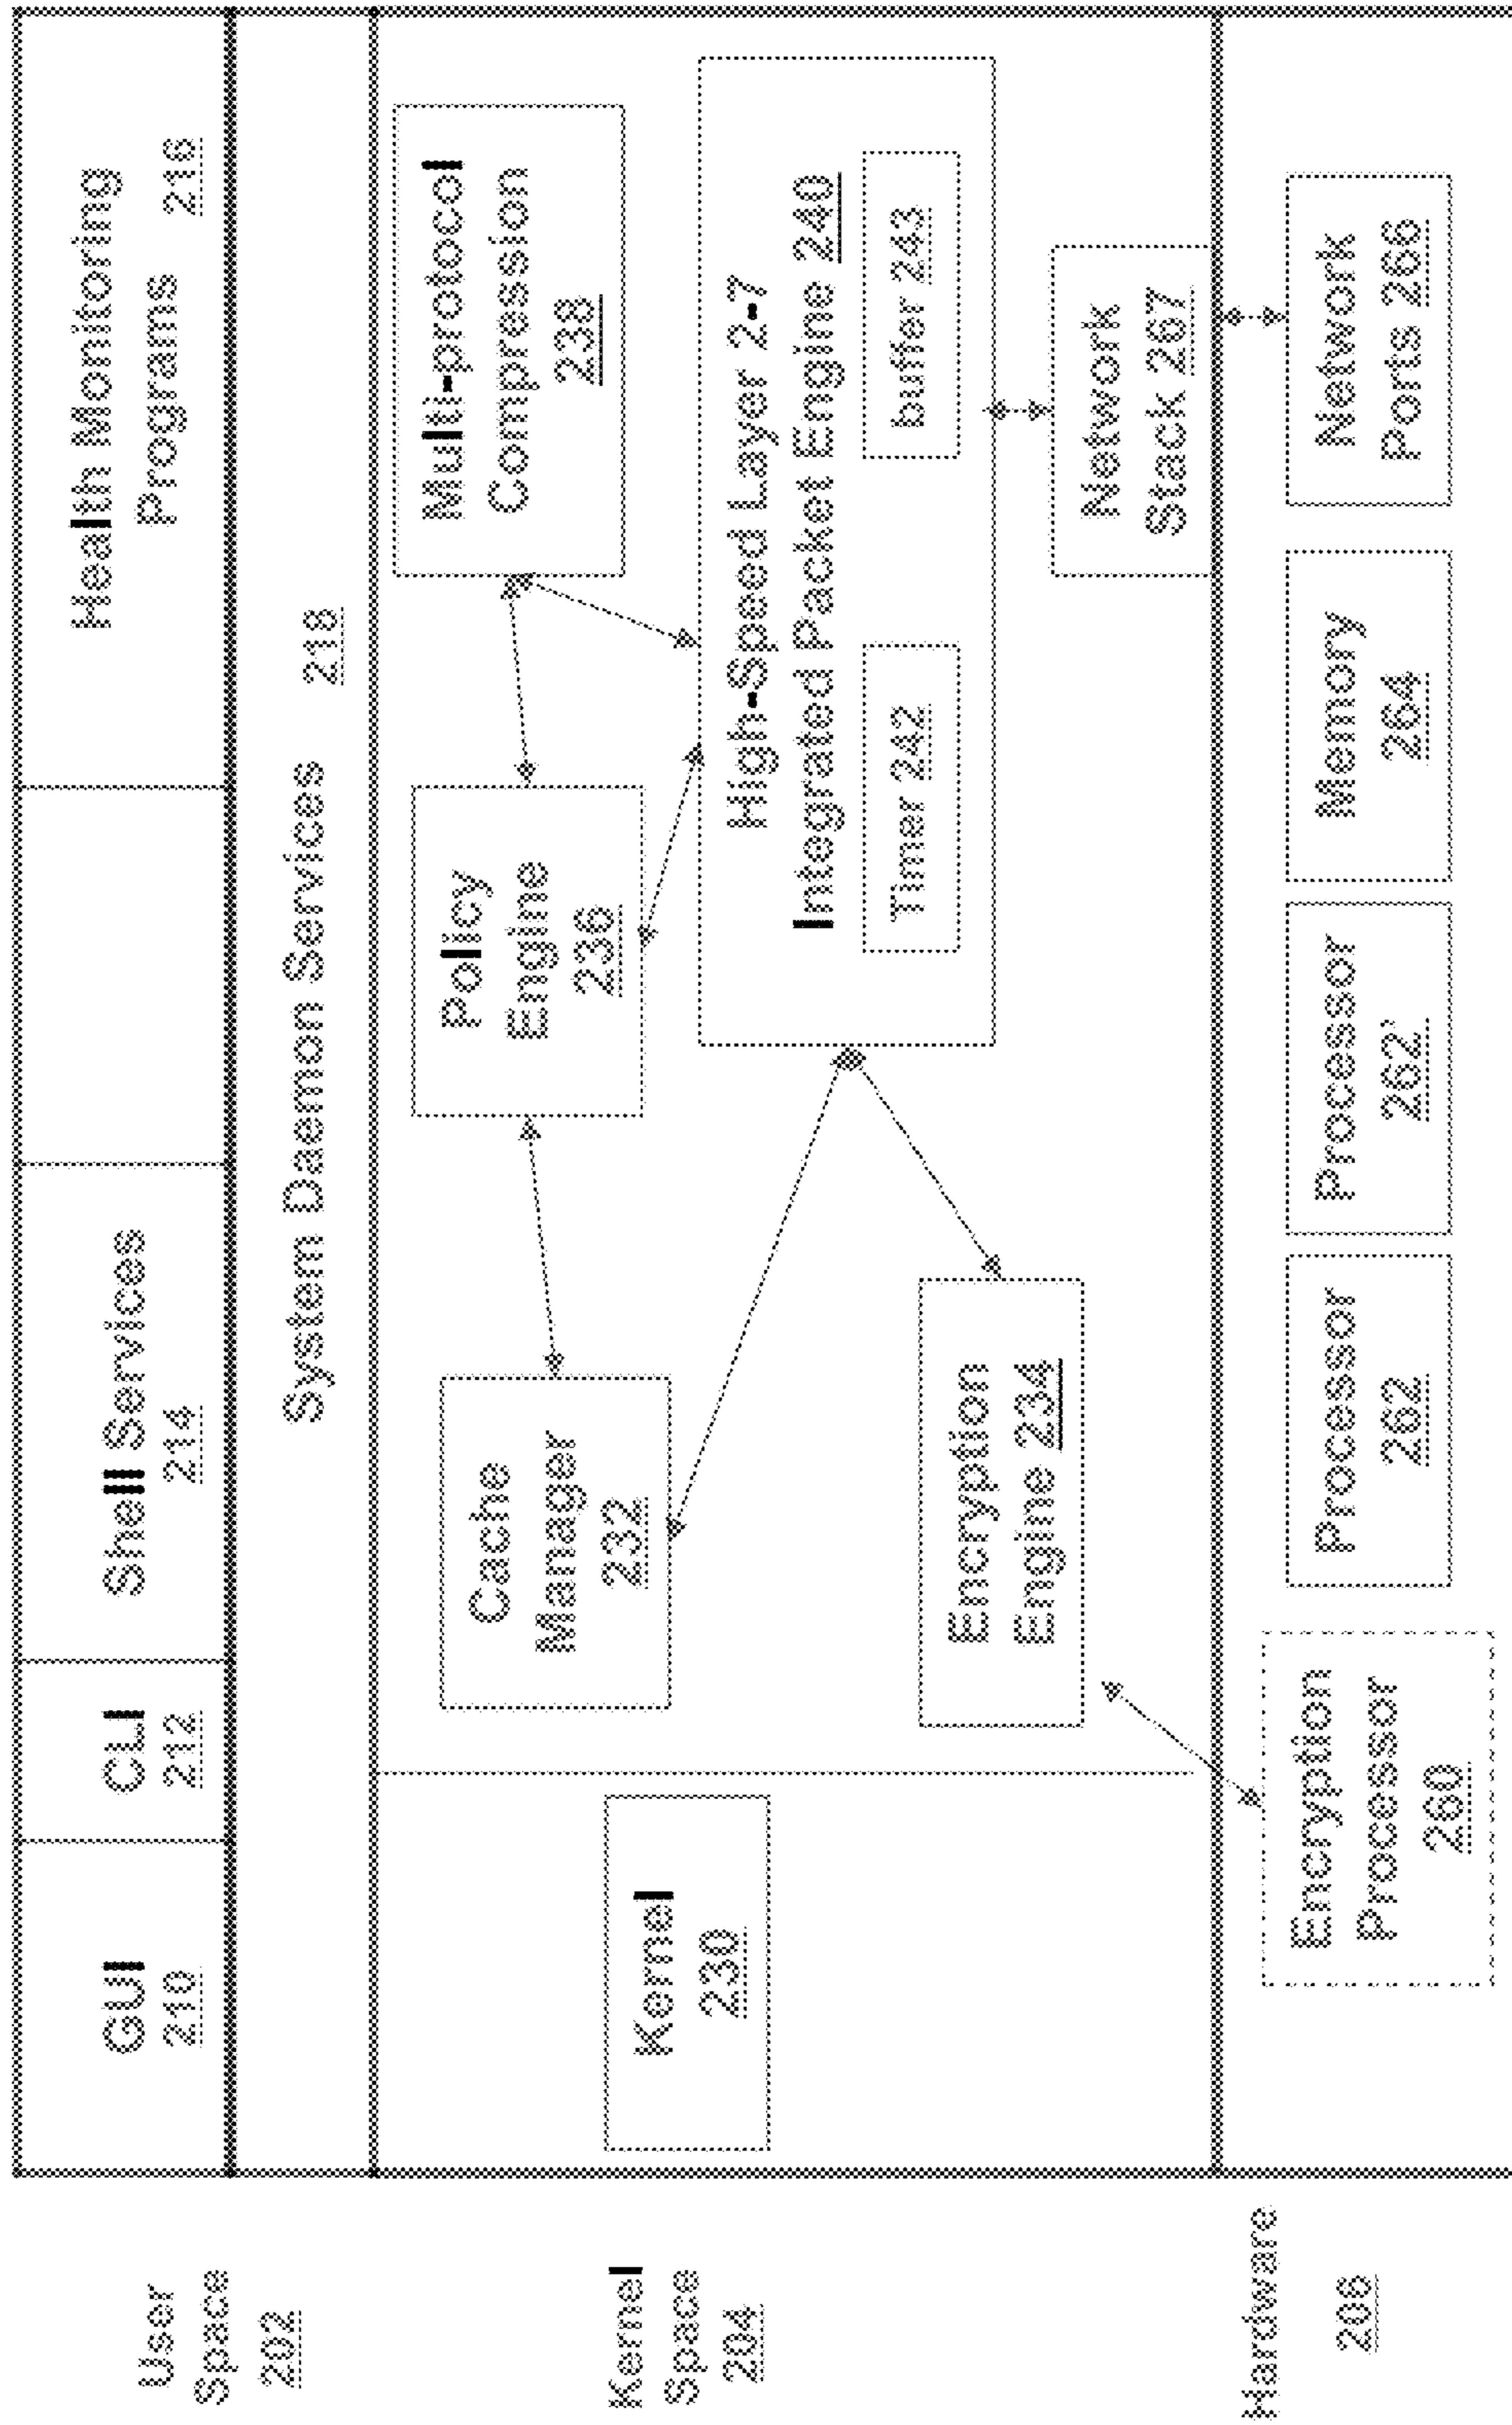 User
Space
202
GUI
210
CLI
212
Shell Services
214
Health Monitoring
Programs 216
System Daemon Services 218
Kernel
Space
204
Kernel
230
Cache
Manager
232
Policy
Engine
236
Multi-protocol
Compression
238
High-Speed Layer 2-7
Integrated Packet Engine 240
Timer 242
buffer 243
Encryption
Engine 234
Network
Stack 267
Hardware
206
Encryption
Processor
260
Processor
262
Processor
262'
Memory
264
Network
Ports 266